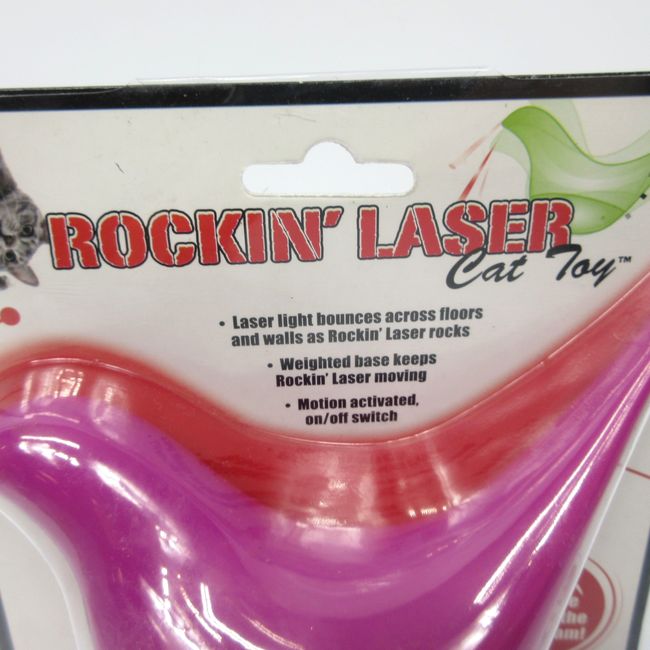 ROCKIN' LASER
Cat Toy™
• Laser light bounces across floors
and walls as Rockin' Laser rocks
• Weighted base keeps
Rockin' Laser moving
• Motion activated,
on/off switch